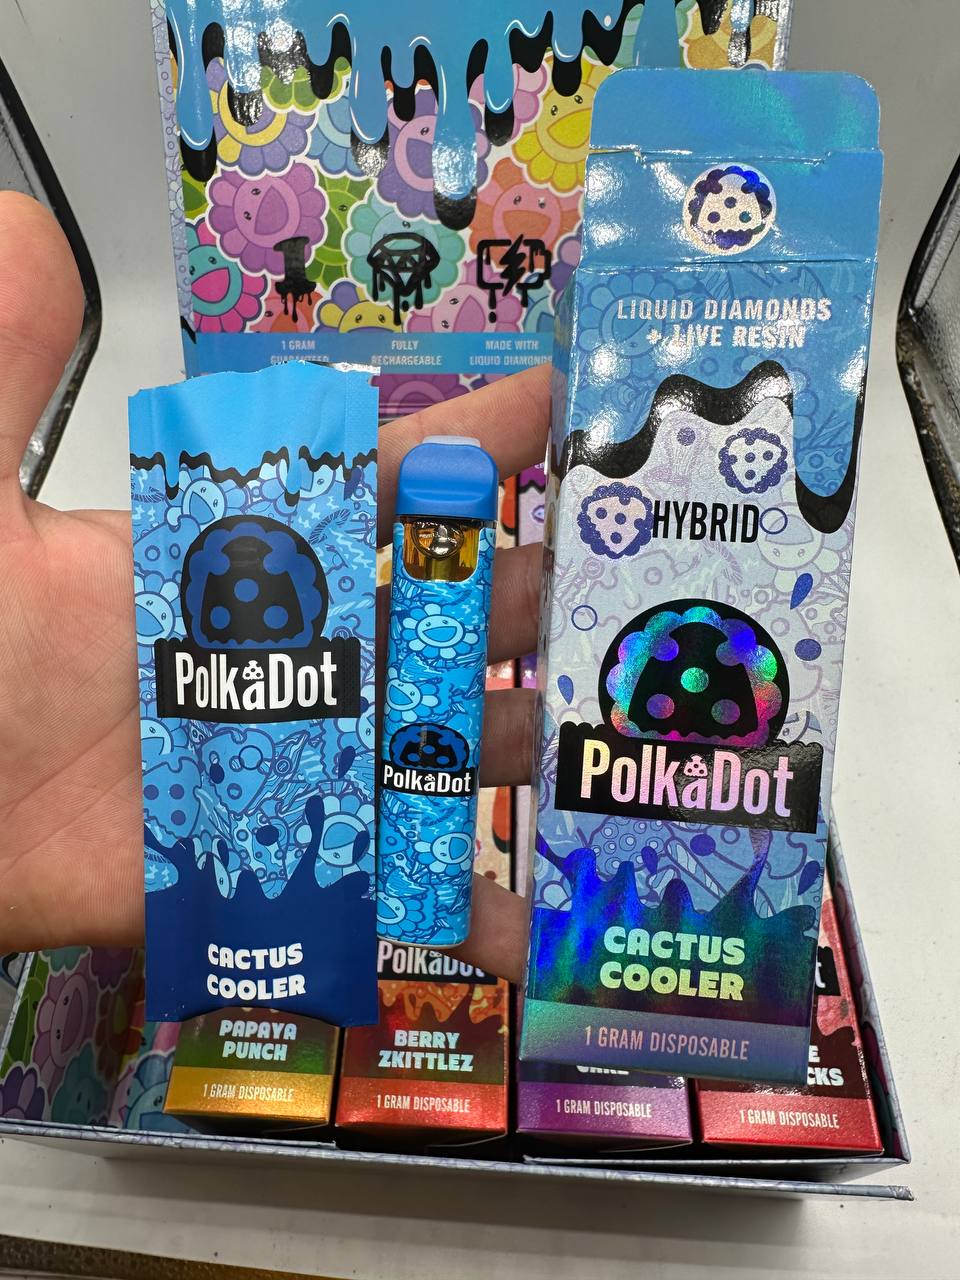 1 GRAM
GUARANTEED
FULLY
RECHARGEABLE
MADE WITH
LIQUID DIAMONDS
LIQUID DIAMONDS
+ LIVE RESIN
HYBRID
PolkaDot
PolkaDot
PolkaDot
CACTUS
COOLER
CACTUS
COOLER
1 GRAM DISPOSABLE
PolkaDot
PAPAYA
PUNCH
1 GRAM DISPOSABLE
BERRY
ZKITTLEZ
1 GRAM DISPOSABLE
1 GRAM DISPOSABLE
CKS
1 GRAM DISPOSABLE